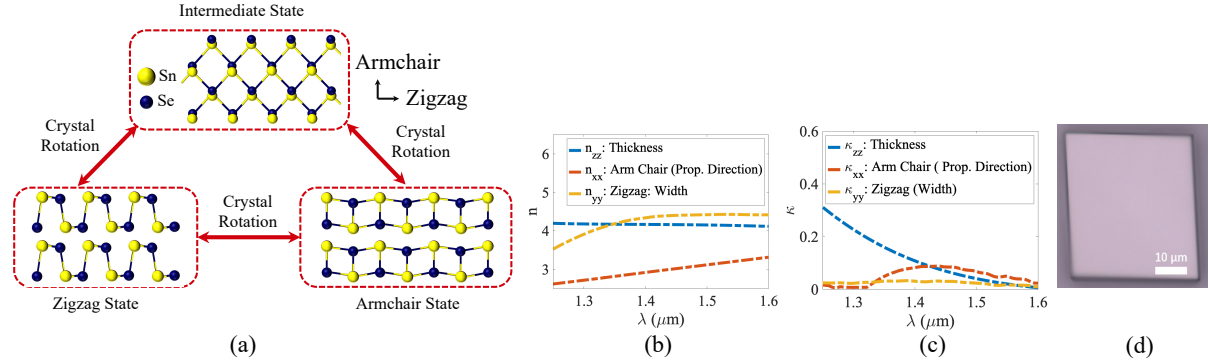 Intermediate State
Sn
Se
Armchair
Zigzag
Crystal
Rotation
Crystal
Rotation
Crystal
Rotation
Zigzag State
Armchair State
(a)
6
5
4
3
n
n_zz: Thickness
n_xx: Arm Chair (Prop. Direction)
n_yy: Zigzag: Width
1.3
1.4
1.5
1.6
λ (μm)
(b)
0.6
0.4
0.2
0
κ
κ_zz: Thickness
κ_xx: Arm Chair ( Prop. Direction)
κ_yy: Zigzag (Width)
1.3
1.4
1.5
1.6
λ (μm)
(c)
10 μm
(d)